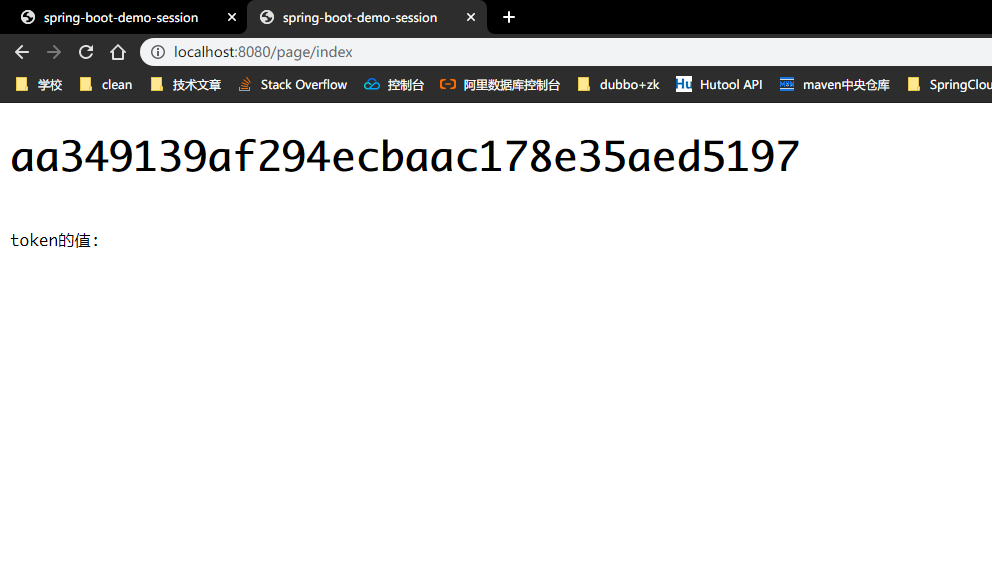 spring-boot-demo-session spring-boot-demo-session
localhost:8080/page/index
学校 clean 技术文章 Stack Overflow 控制台 阿里数据库控制台 dubbo+zk Hu Hutool API maven中央仓库 SpringClou
aa349139af294ecbaac178e35aed5197
token的值: